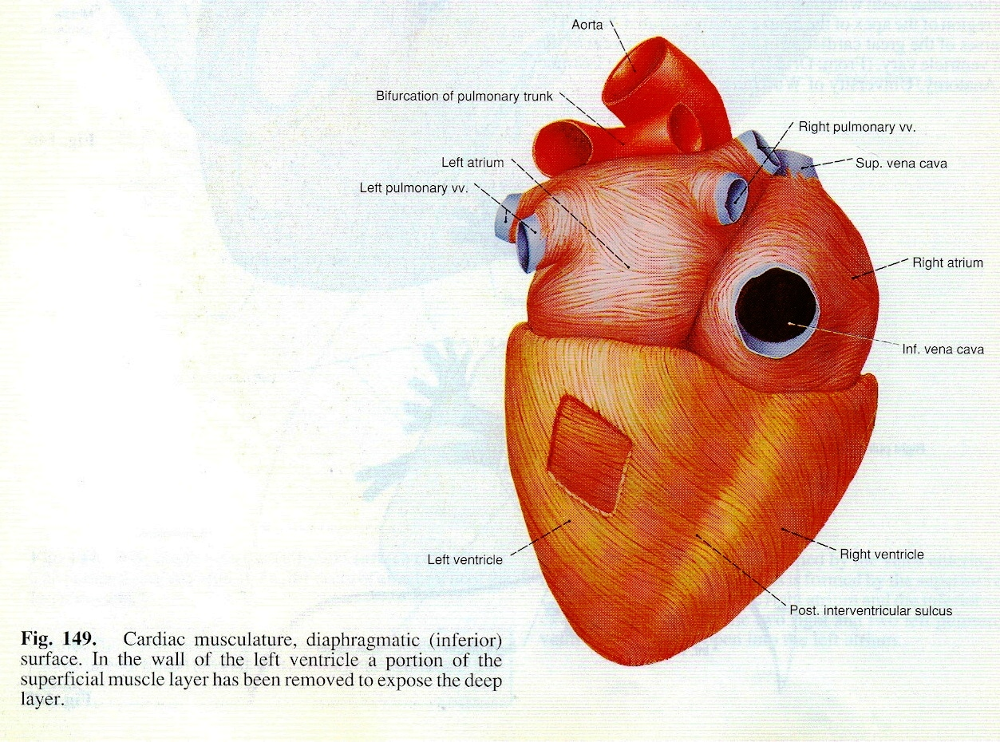 Aorta
Bifurcation of pulmonary trunk
Right pulmonary vv.
Left atrium
Sup. vena cava
Left pulmonary vv.
Right atrium
Inf. vena cava
Left ventricle
Right ventricle
Post. interventricular sulcus
Fig. 149. Cardiac musculature, diaphragmatic (inferior)
surface. In the wall of the left ventricle a portion of the
superficial muscle layer has been removed to expose the deep
layer.